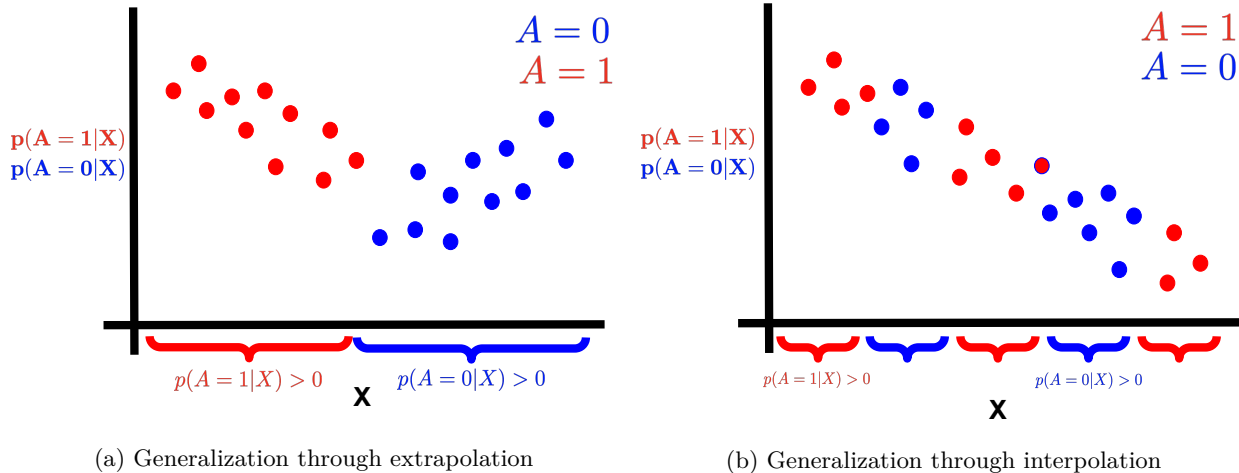 A = 0
A = 1
p(A = 1|X)
p(A = 0|X)
p(A = 1|X) > 0
p(A = 0|X) > 0
X
(a) Generalization through extrapolation
A = 1
A = 0
p(A = 1|X)
p(A = 0|X)
p(A = 1|X) > 0
p(A = 0|X) > 0
X
(b) Generalization through interpolation